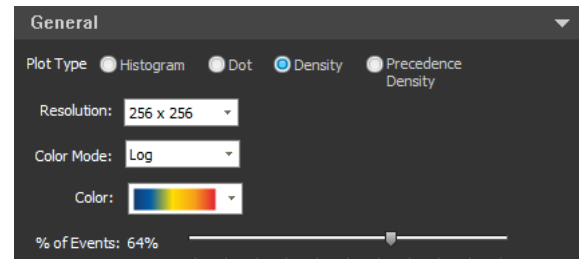 General
Plot Type Histogram Dot Density Precedence
Density
Resolution: 256 x 256
Color Mode: Log
Color:
% of Events: 64%